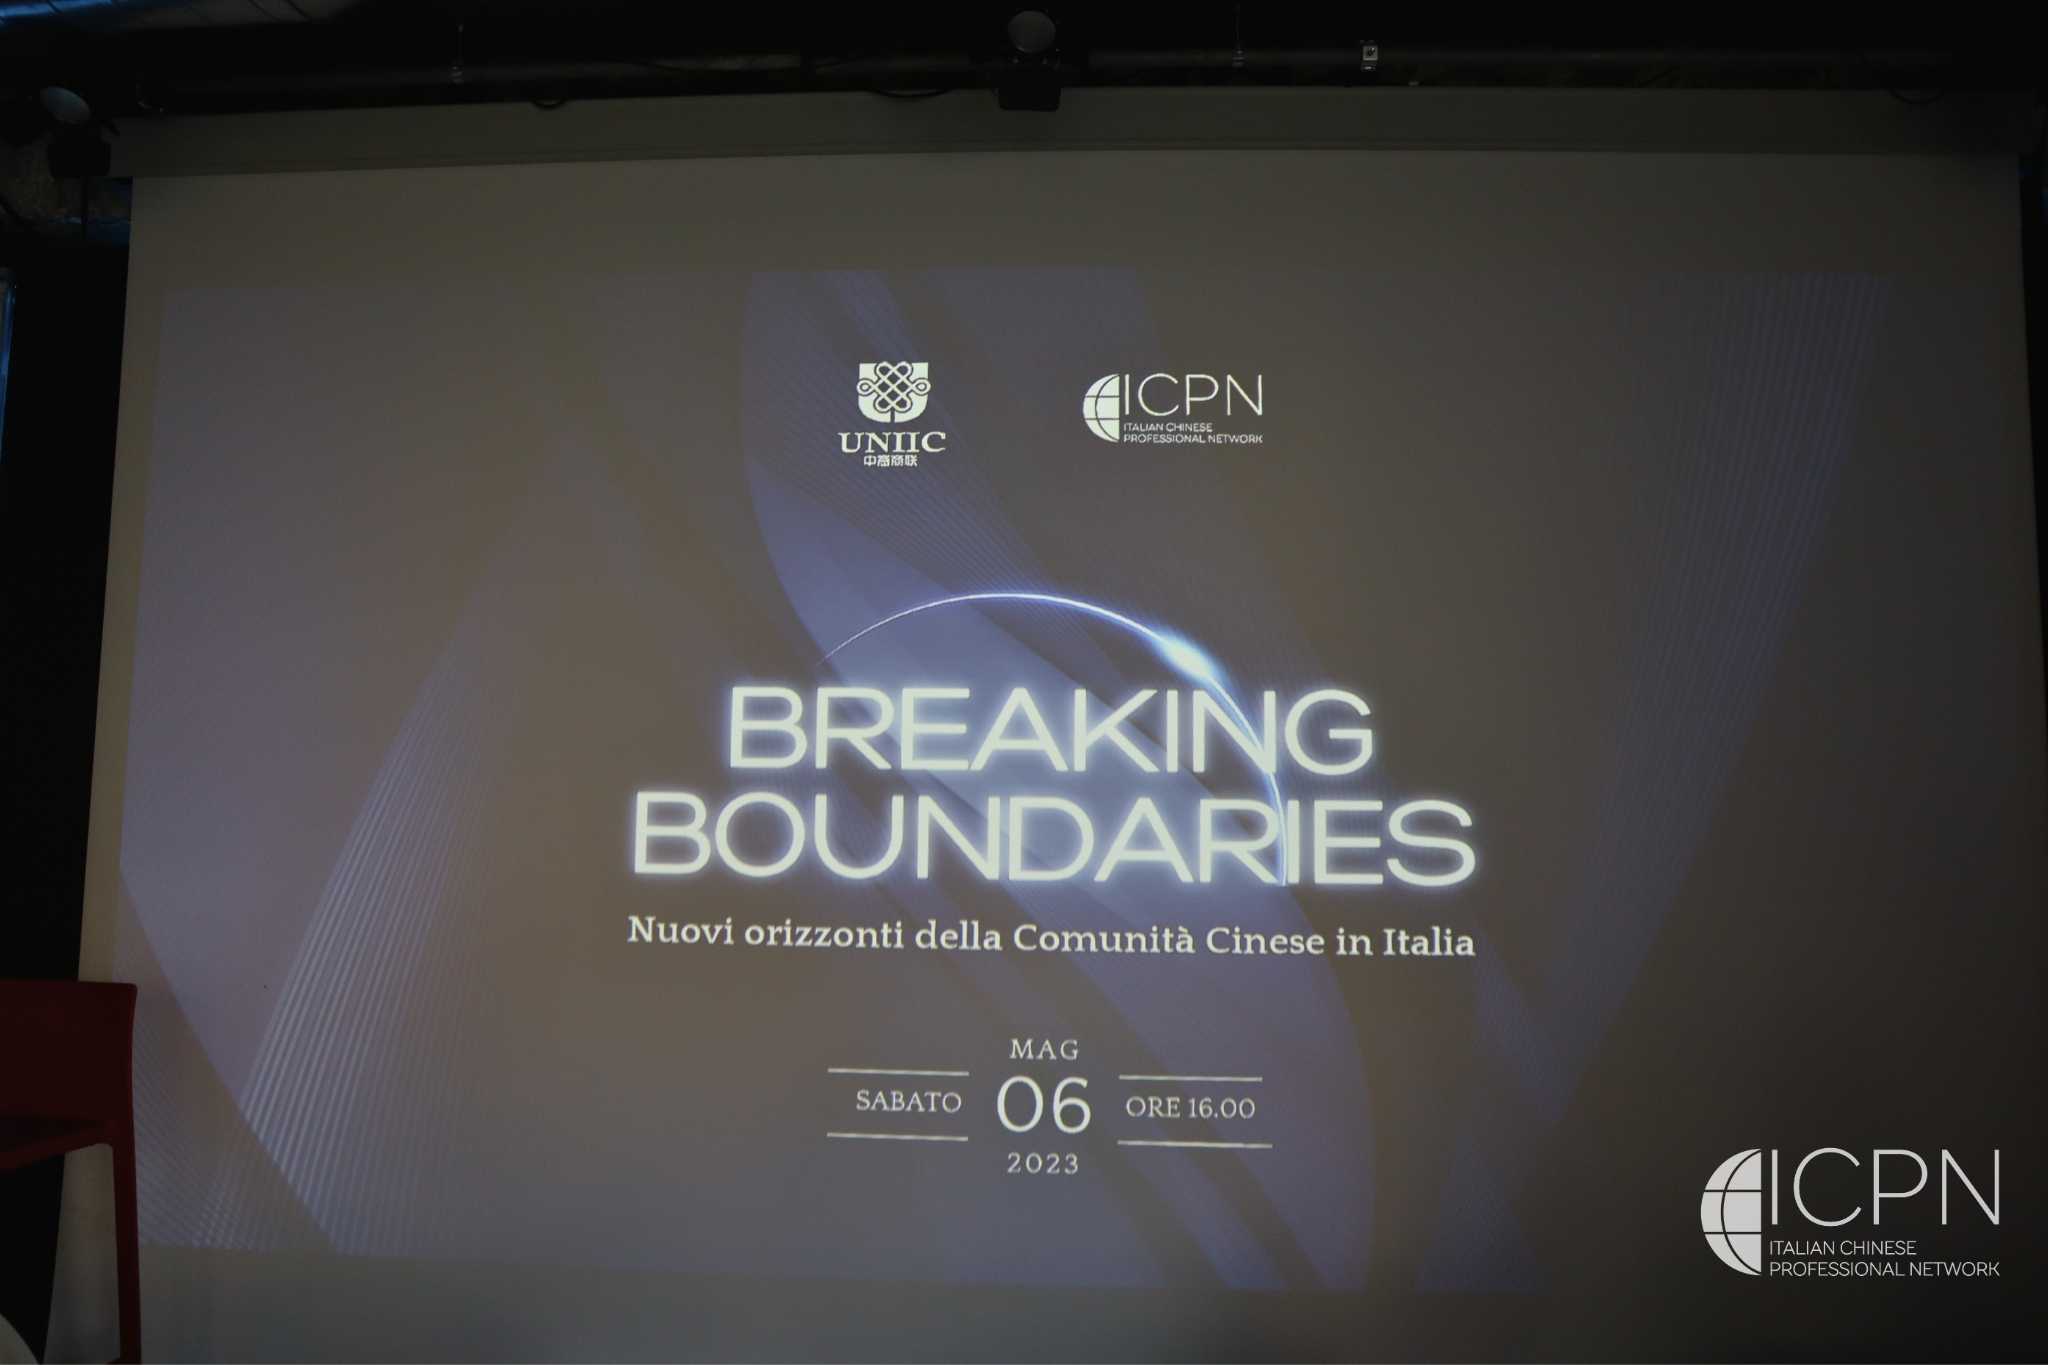 UNIIC
中意商联
ICPN
ITALIAN CHINESE
PROFESSIONAL NETWORK
BREAKING
BOUNDARIES
Nuovi orizzonti della Comunità Cinese in Italia
MAG
SABATO 06 ORE 16.00
2023
ICPN
ITALIAN CHINESE
PROFESSIONAL NETWORK